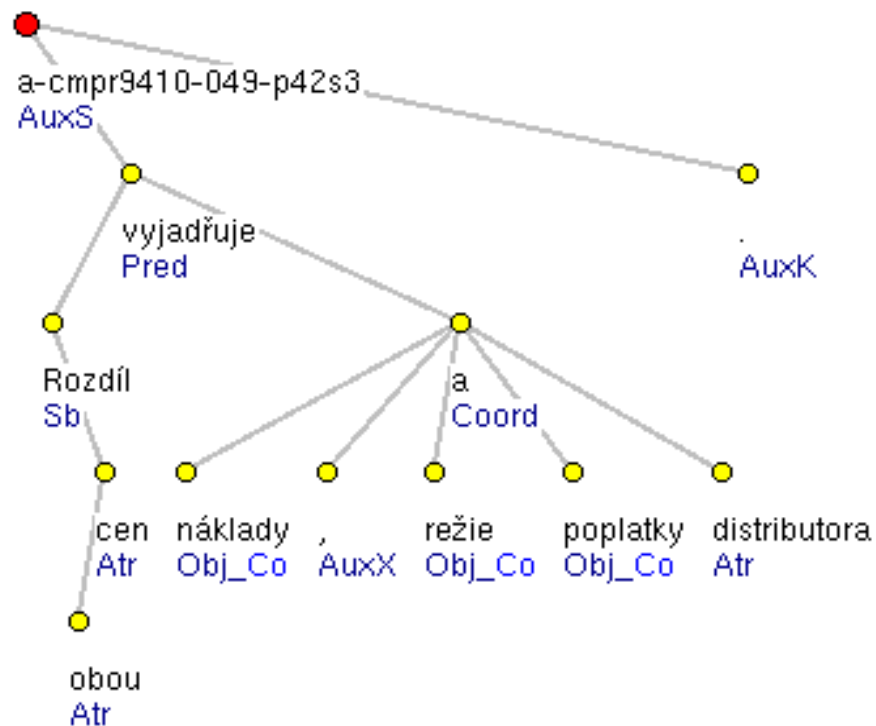 a-cmpr9410-049-p42s3
AuxS
vyjadřuje .
Pred AuxK
Rozdíl a
Sb Coord
cen náklady , režie poplatky distributora
Atr Obj_Co AuxX Obj_Co Obj_Co Atr
obou
Atr